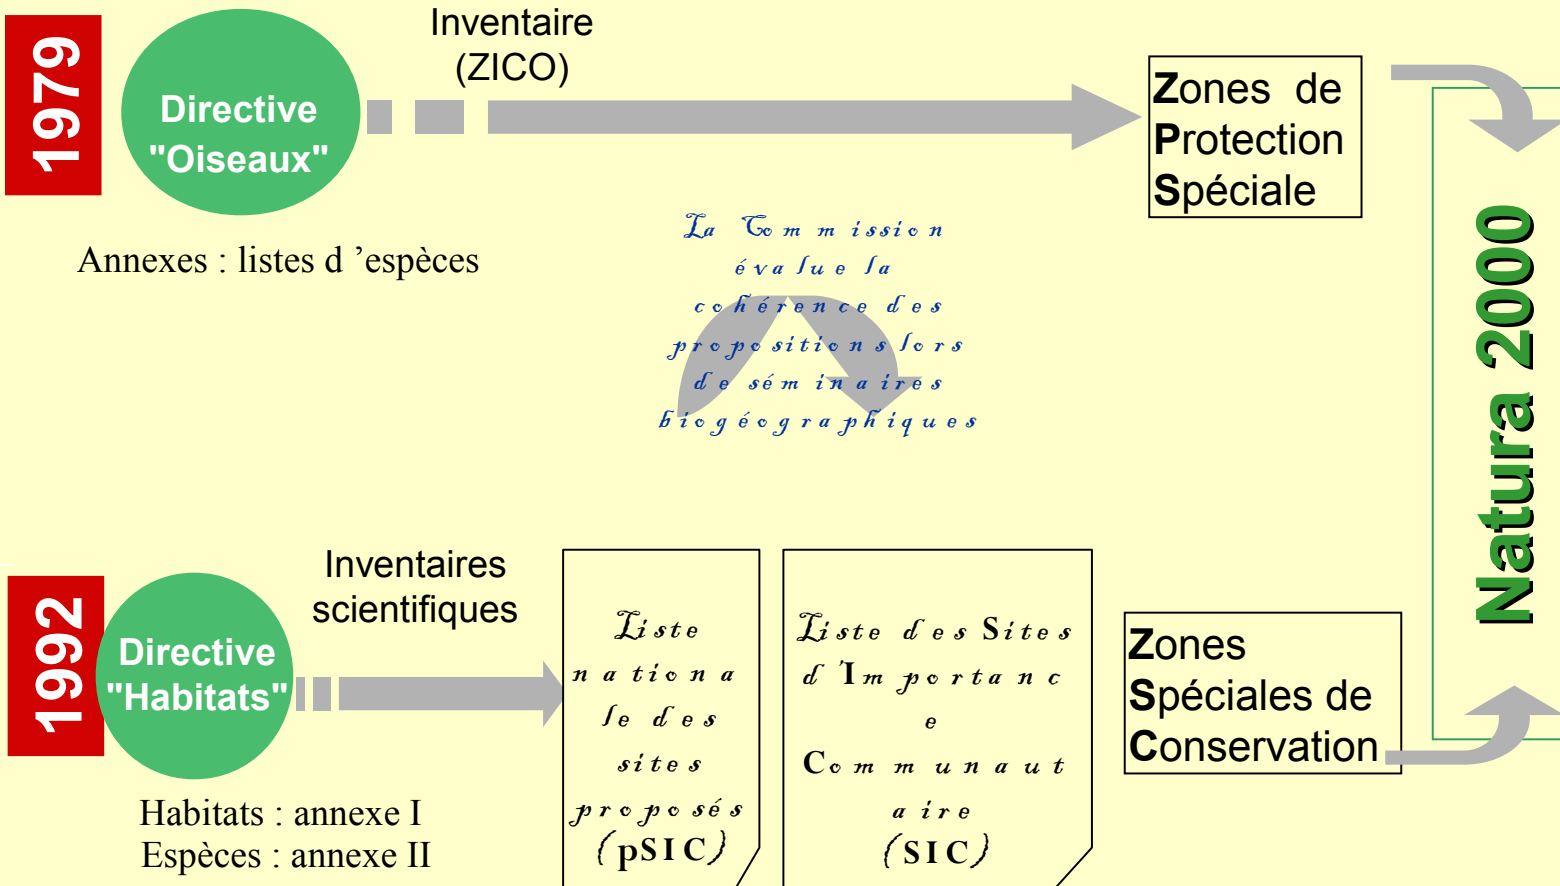 1979
Directive
"Oiseaux"
Inventaire
(ZICO)
Zones de
Protection
Spéciale
Annexes : listes d ’espèces
La Commission
évalue la
cohérence des
propositions lors
de séminaires
biogéographiques
Natura 2000
1992
Directive
"Habitats"
Inventaires
scientifiques
Liste
nationa
le des
sites
proposés
(pSIC)
Liste des Sites
d'Importanc
e
Communaut
aire
(SIC)
Zones
Spéciales de
Conservation
Habitats : annexe I
Espèces : annexe II